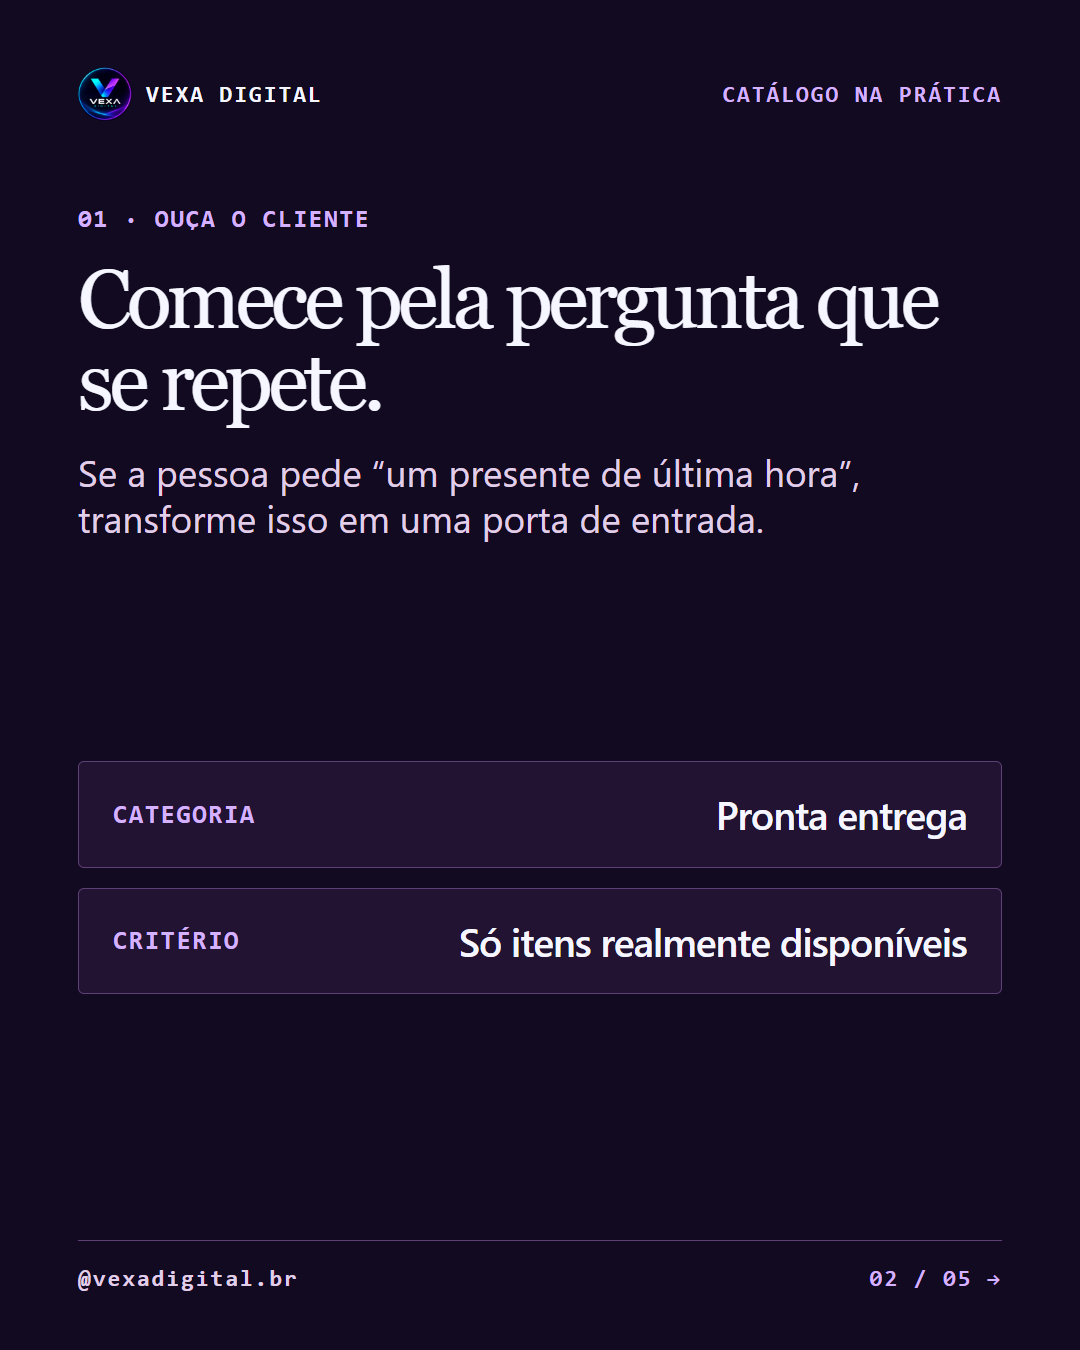 VEXA
VEXA DIGITAL
CATÁLOGO NA PRÁTICA
01 · OUÇA O CLIENTE
Comece pela pergunta que
se repete.
Se a pessoa pede “um presente de última hora”,
transforme isso em uma porta de entrada.
CATEGORIA
Pronta entrega
CRITÉRIO
Só itens realmente disponíveis
@vexadigital.br
02 / 05 →